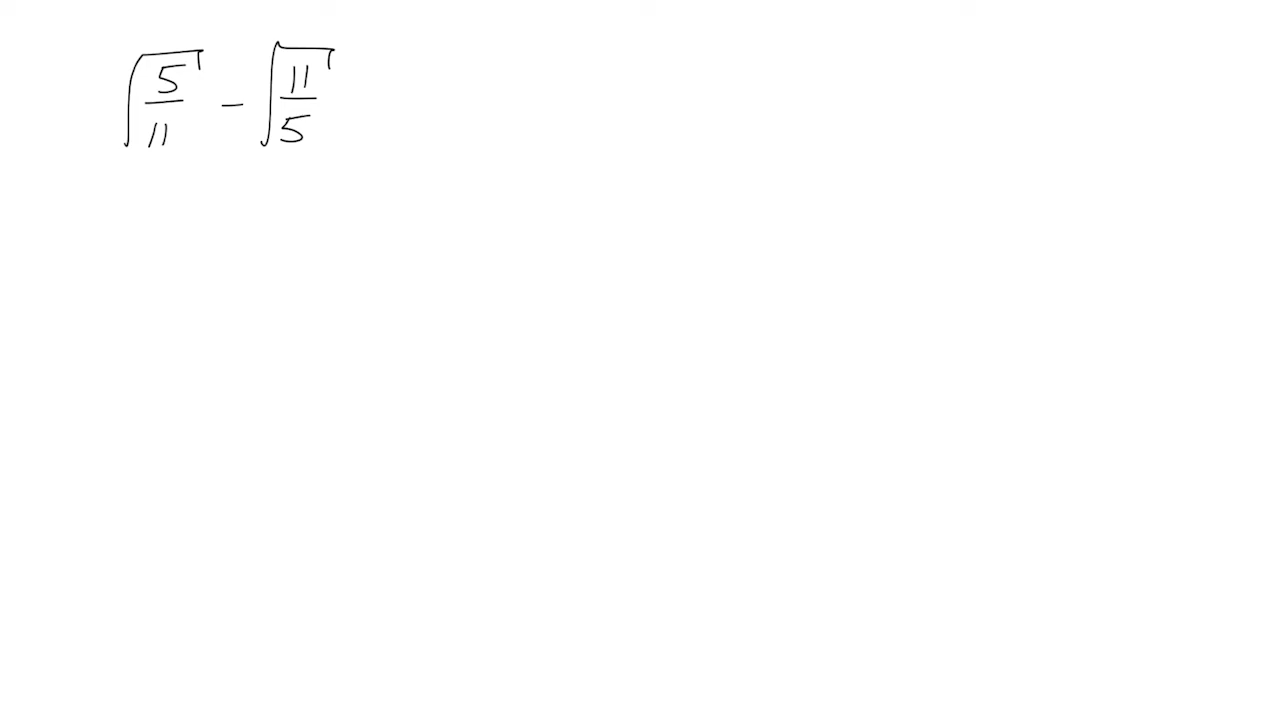 √(5/11) - √(11/5)